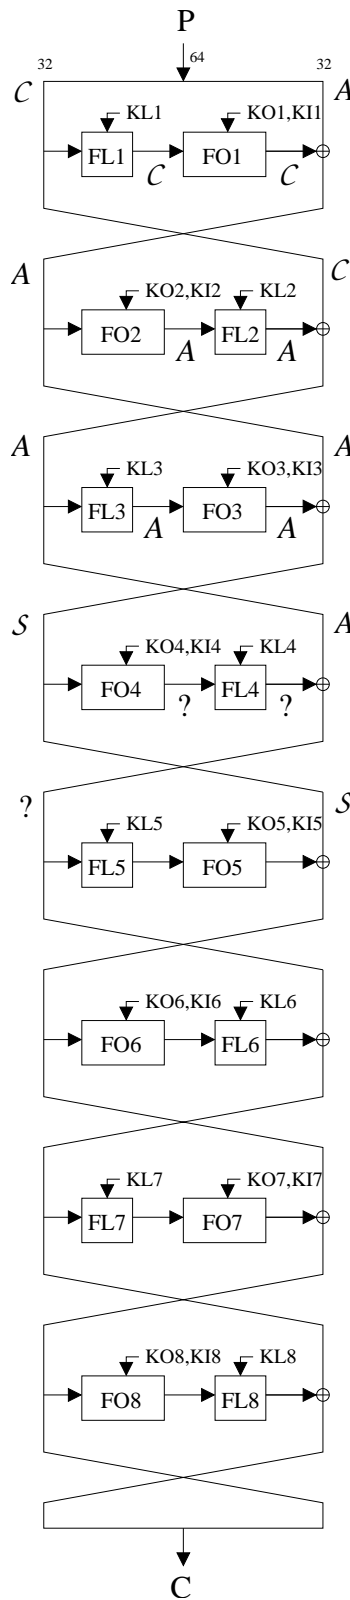 P
32 64 32
C A
KL1 KO1,KI1
FL1 FO1
C C
A C
KO2,KI2 KL2
FO2 FL2
A A
A A
KL3 KO3,KI3
FL3 FO3
A A
S A
KO4,KI4 KL4
FO4 FL4
? ?
? S
KL5 KO5,KI5
FL5 FO5
KO6,KI6 KL6
FO6 FL6
KL7 KO7,KI7
FL7 FO7
KO8,KI8 KL8
FO8 FL8
C